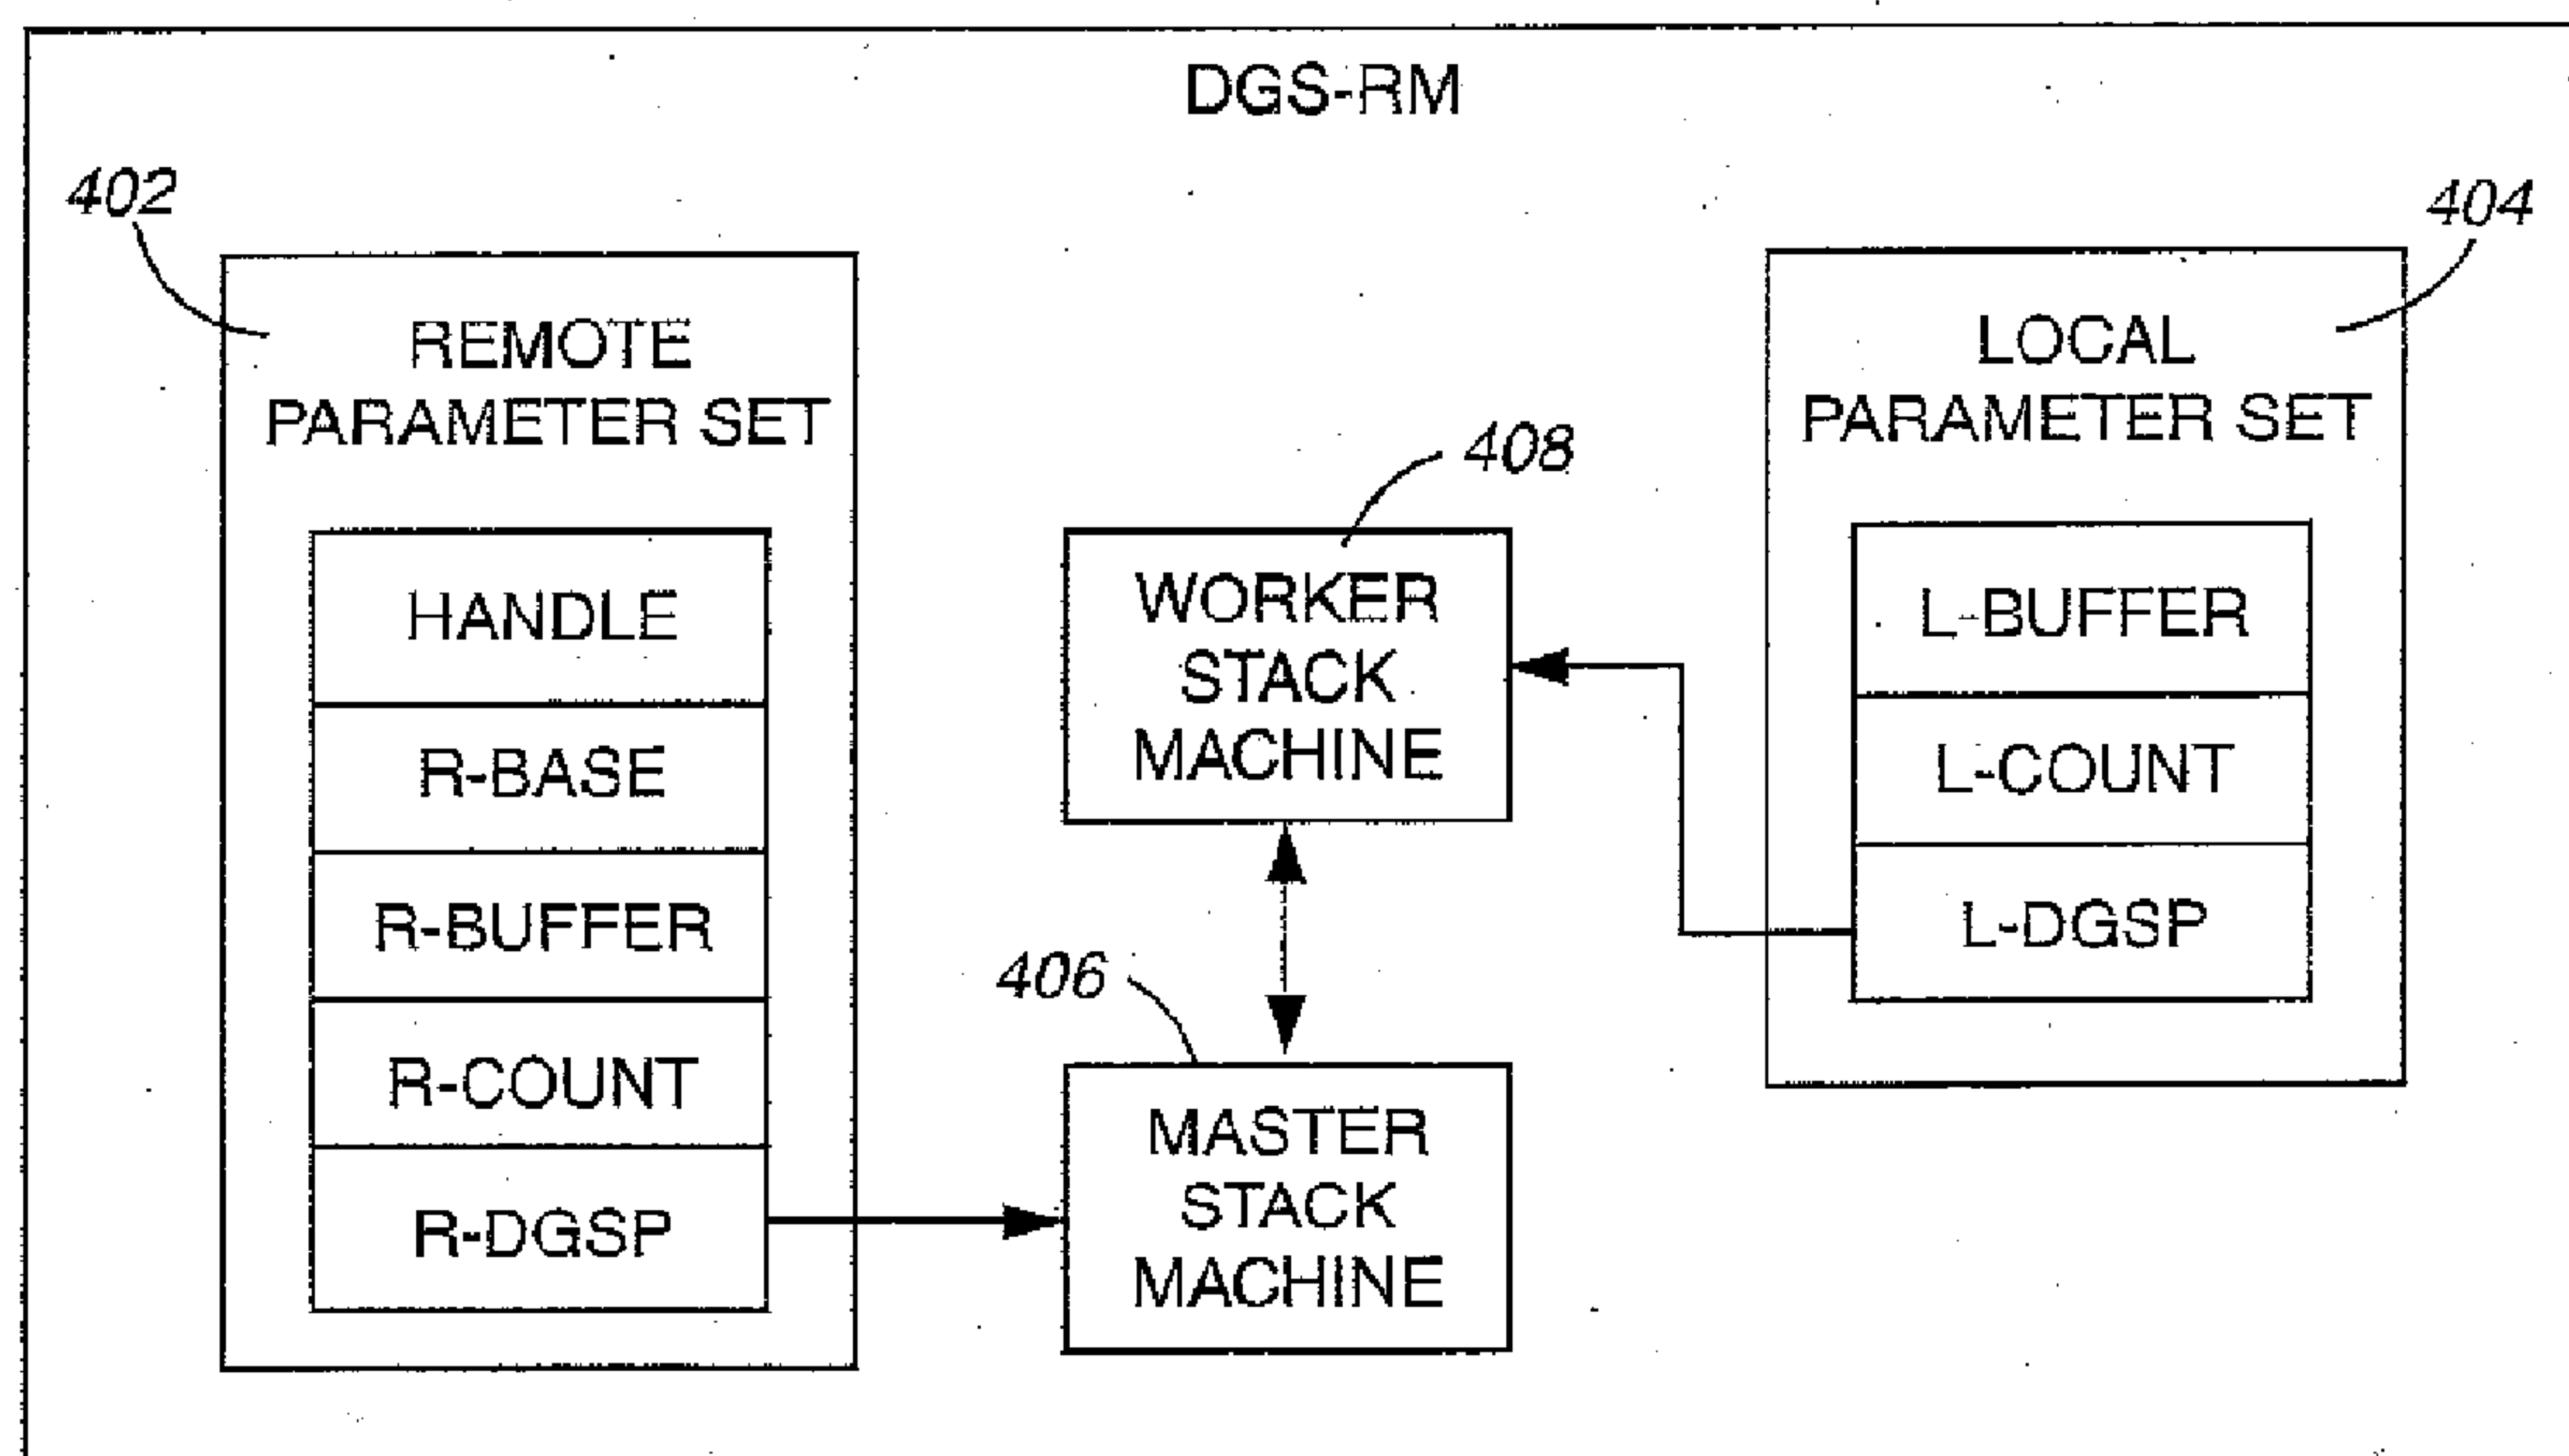 DGS-RM
402
REMOTE
PARAMETER SET
HANDLE
R-BASE
R-BUFFER
R-COUNT
R-DGSP
408
WORKER
STACK
MACHINE
406
MASTER
STACK
MACHINE
404
LOCAL
PARAMETER SET
L-BUFFER
L-COUNT
L-DGSP